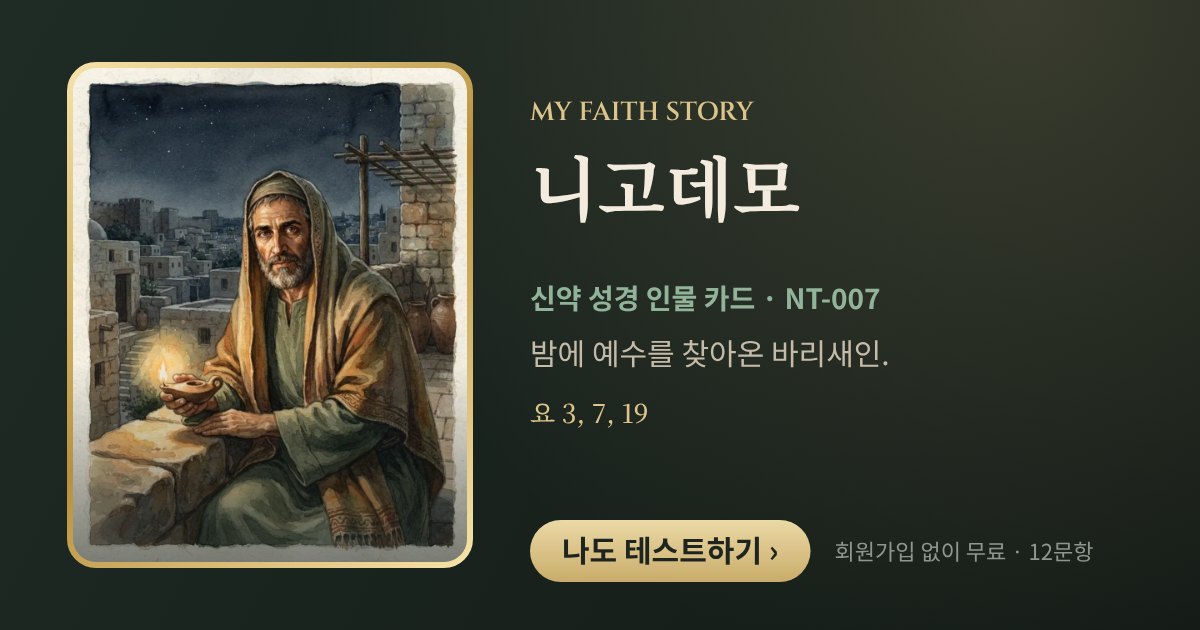 MY FAITH STORY
니고데모
신약 성경 인물 카드 · NT-007
밤에 예수를 찾아온 바리새인.
요 3, 7, 19
나도 테스트하기 ›
회원가입 없이 무료 · 12문항